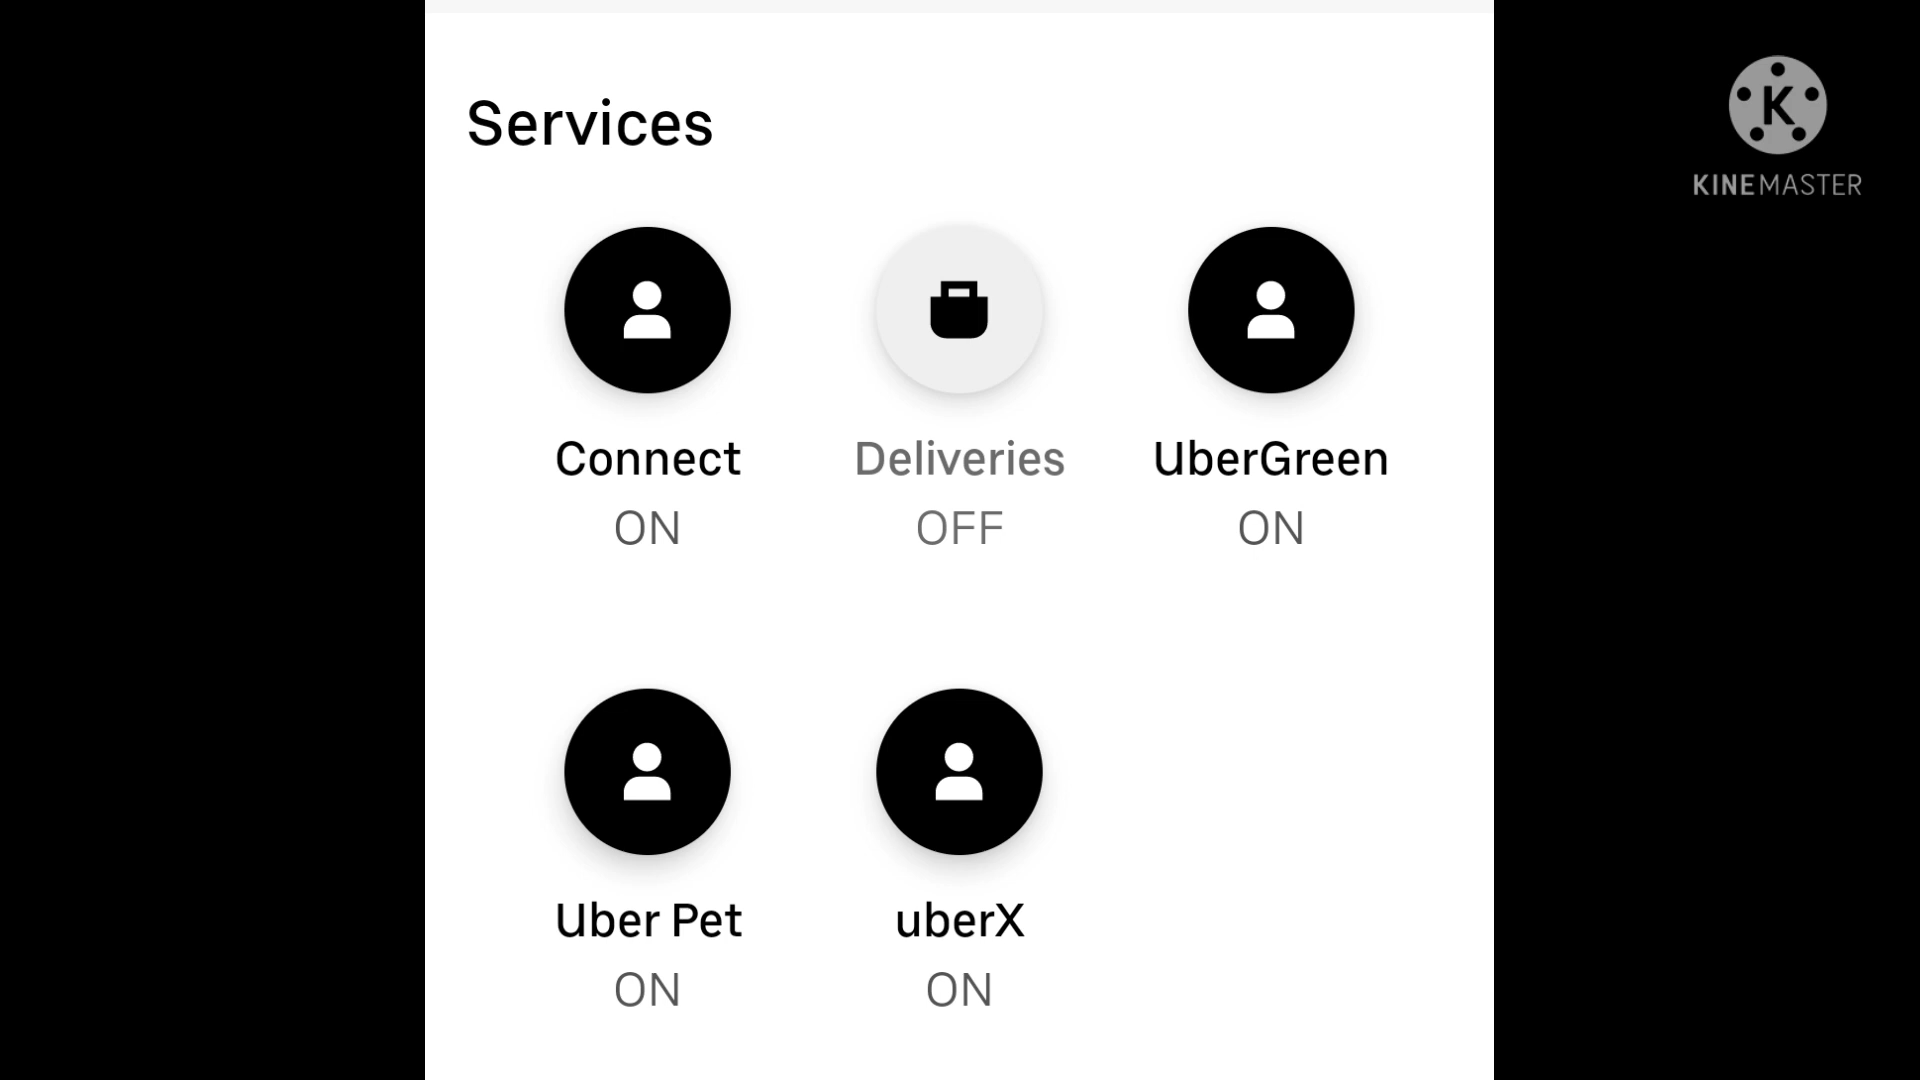 Services
K
KINEMASTER
Connect
Deliveries
UberGreen
ON
OFF
ON
Uber Pet
uberX
ON
ON